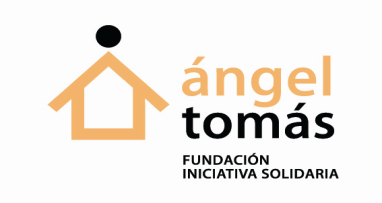 ángel
tomás
FUNDACIÓN
INICIATIVA SOLIDARIA